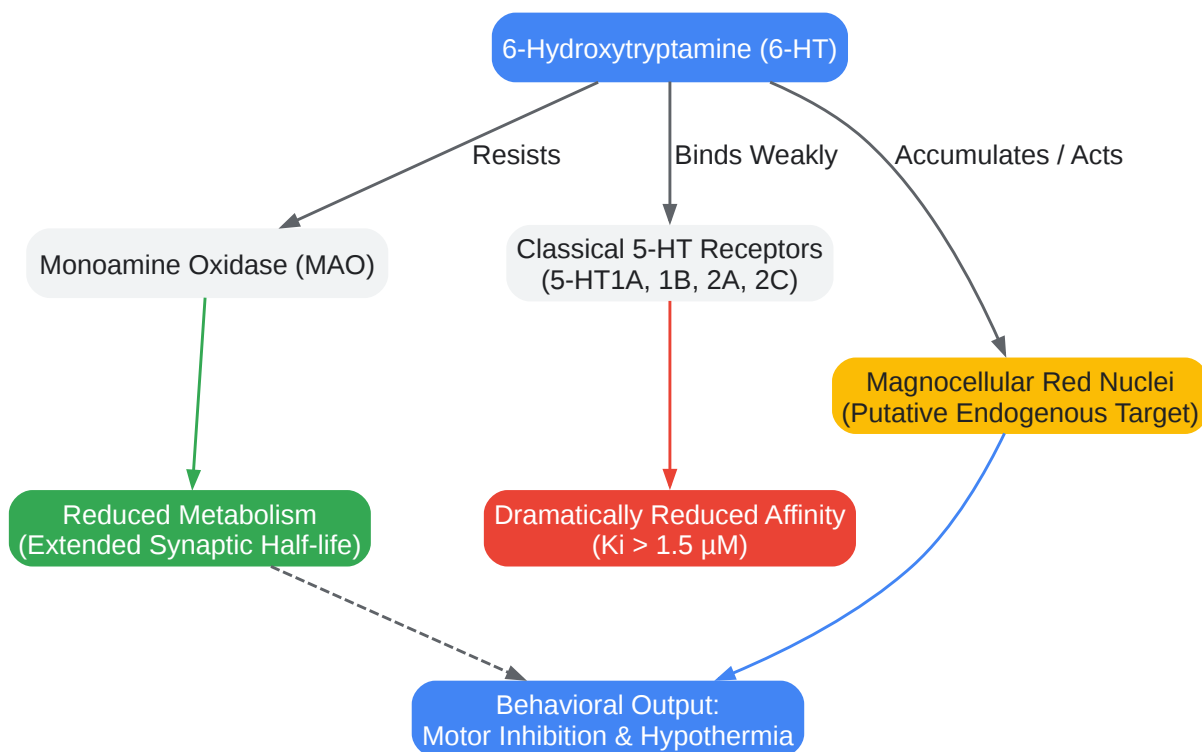 6-Hydroxytryptamine (6-HT)
Resists
Binds Weakly
Accumulates / Acts
Monoamine Oxidase (MAO)
Classical 5-HT Receptors
(5-HT1A, 1B, 2A, 2C)
Magnocellular Red Nuclei
(Putative Endogenous Target)
Reduced Metabolism
(Extended Synaptic Half-life)
Dramatically Reduced Affinity
(Ki > 1.5 µM)
Behavioral Output:
Motor Inhibition & Hypothermia